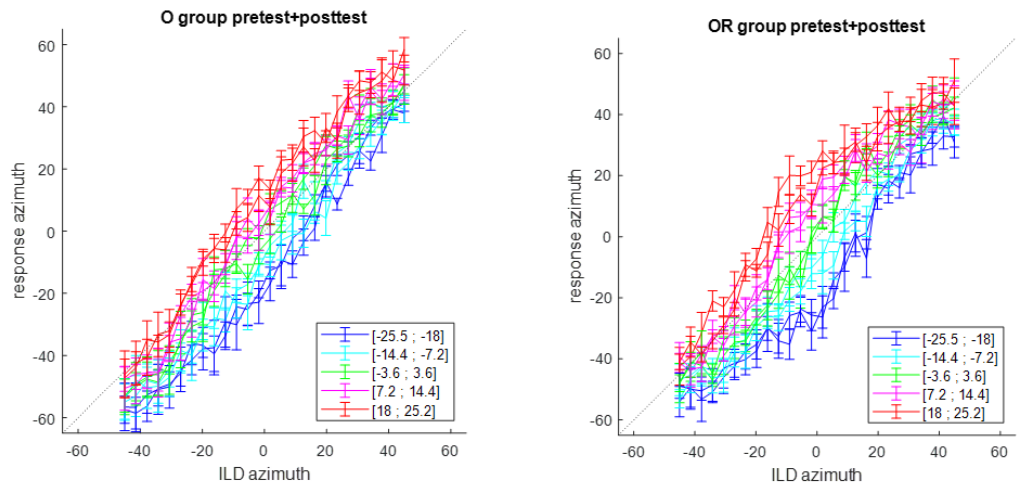 O group pretest+posttest
60
40
20
0
-20
-40
-60
response azimuth
-60 -40 -20 0 20 40 60
ILD azimuth
[-25.5 ; -18]
[-14.4 ; -7.2]
[-3.6 ; 3.6]
[7.2 ; 14.4]
[18 ; 25.2]
OR group pretest+posttest
60
40
20
0
-20
-40
-60
response azimuth
-60 -40 -20 0 20 40 60
ILD azimuth
[-25.5 ; -18]
[-14.4 ; -7.2]
[-3.6 ; 3.6]
[7.2 ; 14.4]
[18 ; 25.2]